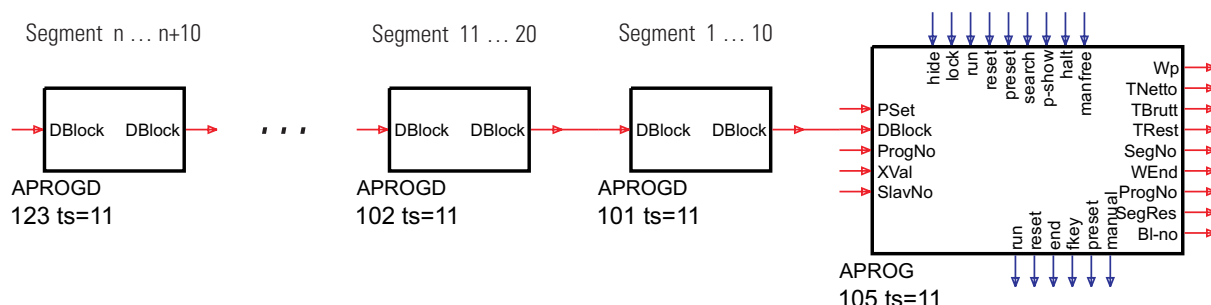 Segment n … n+10
Segment 11 … 20
Segment 1 … 10
hide
lock
run
reset
preset
search
p-show
halt
manfree
DBlock DBlock
. . .
DBlock DBlock
DBlock DBlock
PSet
DBlock
ProgNo
XVal
SlavNo
Wp
TNetto
TBrutt
TRest
SegNo
WEnd
ProgNo
SegRes
Bl-no
run
reset
end
fkey
preset
manual
APROGD
123 ts=11
APROGD
102 ts=11
APROGD
101 ts=11
APROG
105 ts=11